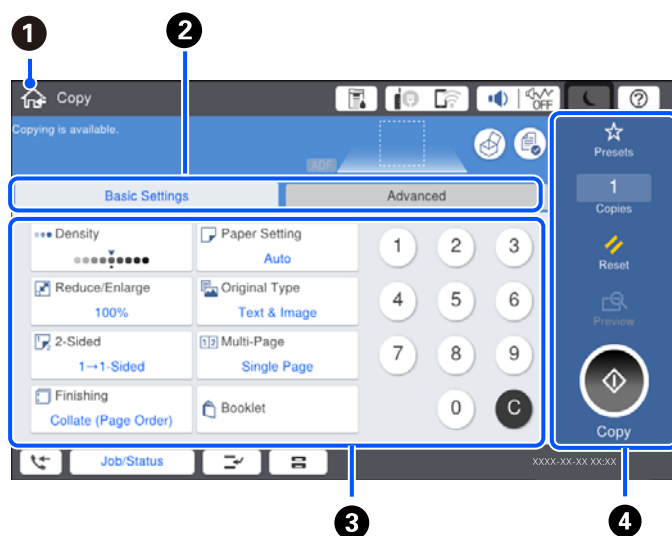 1
2
Copy
OFF
?
Copying is available.
ADF
Presets
Basic Settings
Advanced
1
Copies
Density
Paper Setting
Auto
1
2
3
Reset
Reduce/Enlarge
100%
Original Type
Text & Image
4
5
6
Preview
2-Sided
1→1-Sided
12 Multi-Page
Single Page
7
8
9
Finishing
Collate (Page Order)
Booklet
0
C
Copy
Job/Status
XXXX-XX-XX XX:XX
3
4